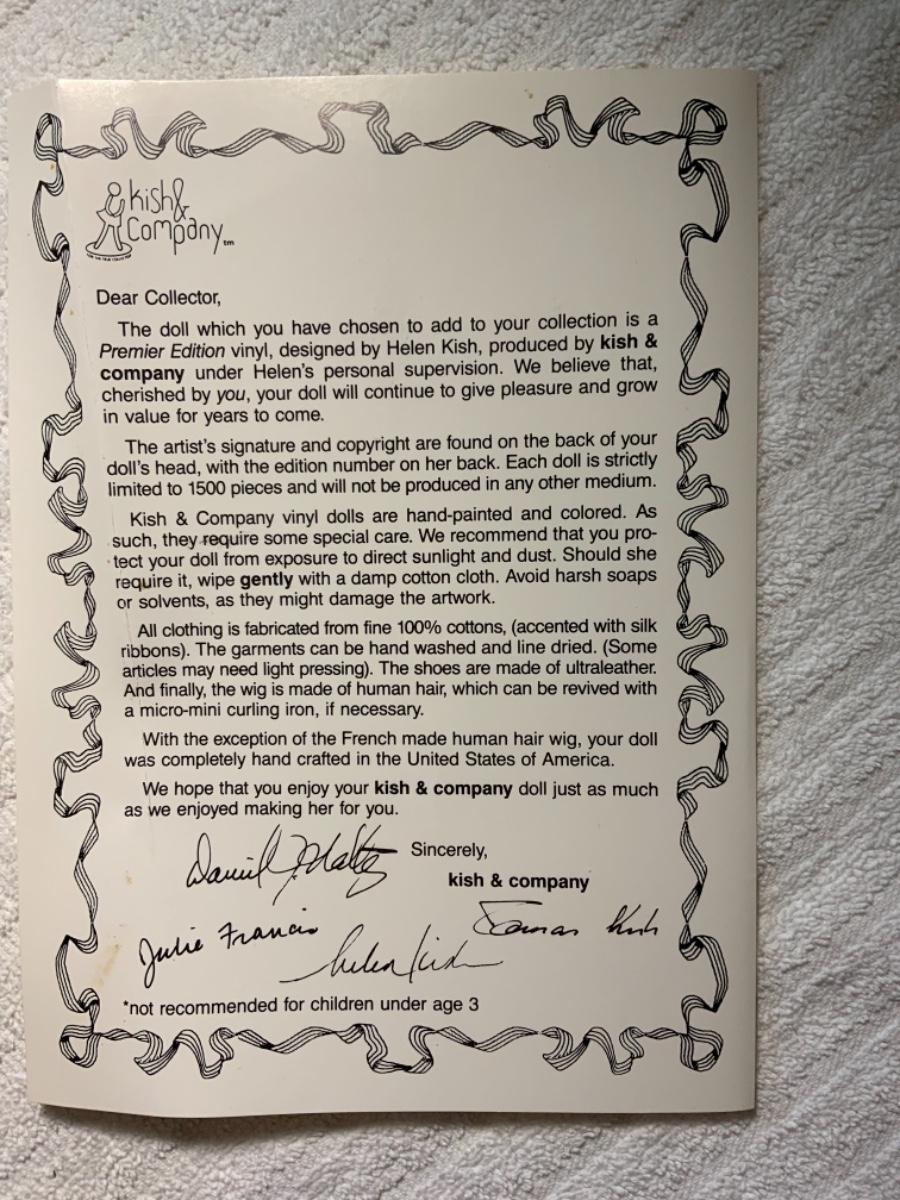 kish &
Company tm
Dear Collector,
The doll which you have chosen to add to your collection is a
Premier Edition vinyl, designed by Helen Kish, produced by kish &
company under Helen's personal supervision. We believe that,
cherished by you, your doll will continue to give pleasure and grow
in value for years to come.
The artist's signature and copyright are found on the back of your
doll's head, with the edition number on her back. Each doll is strictly
limited to 1500 pieces and will not be produced in any other medium.
Kish & Company vinyl dolls are hand-painted and colored. As
such, they require some special care. We recommend that you pro-
tect your doll from exposure to direct sunlight and dust. Should she
require it, wipe gently with a damp cotton cloth. Avoid harsh soaps
or solvents, as they might damage the artwork.
All clothing is fabricated from fine 100% cottons, (accented with silk
ribbons). The garments can be hand washed and line dried. (Some
articles may need light pressing). The shoes are made of ultraleather.
And finally, the wig is made of human hair, which can be revived with
a micro-mini curling iron, if necessary.
With the exception of the French made human hair wig, your doll
was completely hand crafted in the United States of America.
We hope that you enjoy your kish & company doll just as much
as we enjoyed making her for you.
Sincerely,
kish & company
Julie Francis
Kish
helen kish
*not recommended for children under age 3